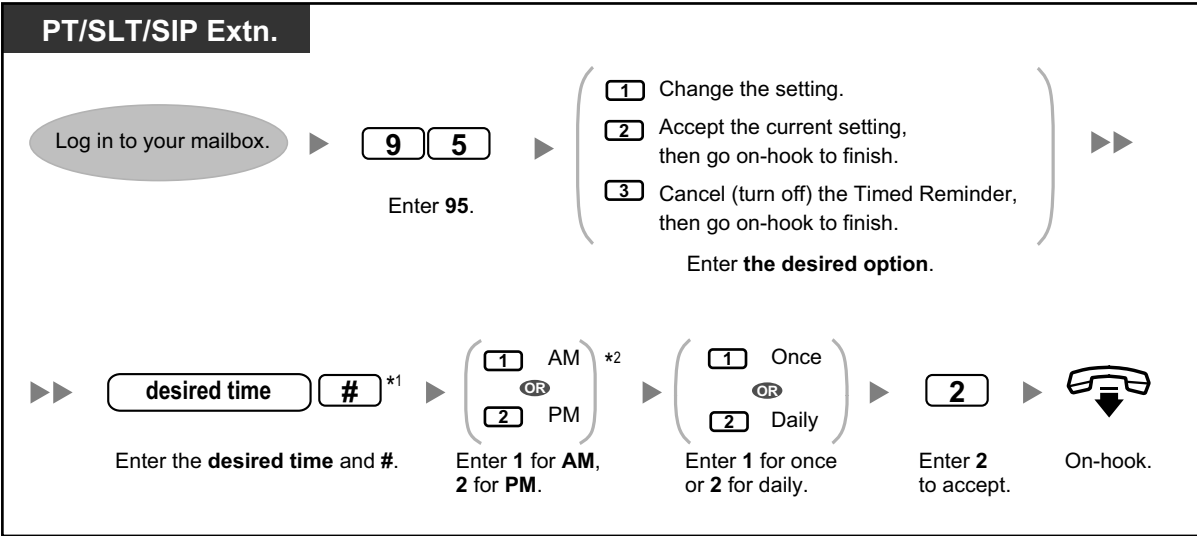 PT/SLT/SIP Extn.
Log in to your mailbox.
9 5
Enter 95.
1 Change the setting.
2 Accept the current setting,
then go on-hook to finish.
3 Cancel (turn off) the Timed Reminder,
then go on-hook to finish.
Enter the desired option.
desired time # *1
Enter the desired time and #.
1 AM *2
OR
2 PM
Enter 1 for AM,
2 for PM.
1 Once
OR
2 Daily
Enter 1 for once
or 2 for daily.
2
Enter 2
to accept.
On-hook.